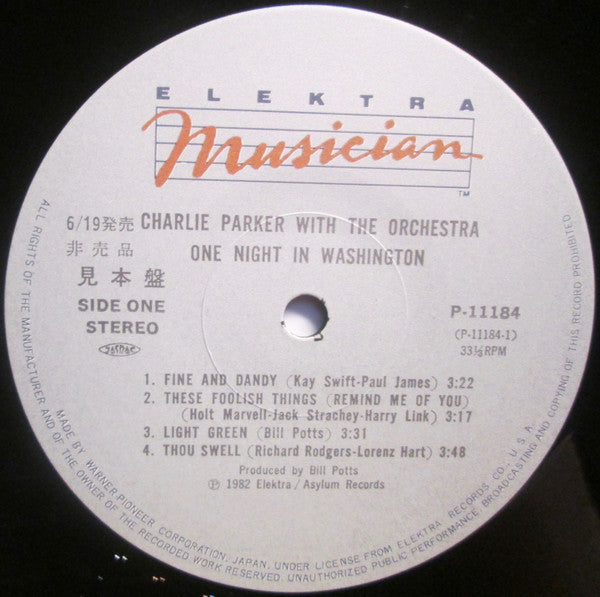 ELEKTRA
Musician
TM
6/19発売
CHARLIE PARKER WITH THE ORCHESTRA
非売品
ONE NIGHT IN WASHINGTON
見本盤
SIDE ONE
STEREO
P-11184
(P-11184-1)
33⅓RPM
JASRAC
1. FINE AND DANDY (Kay Swift-Paul James) 3:22
2. THESE FOOLISH THINGS (REMIND ME OF YOU)
(Holt Marvell-Jack Strachey-Harry Link) 3:17
3. LIGHT GREEN (Bill Potts) 3:31
4. THOU SWELL (Richard Rodgers-Lorenz Hart) 3:48
Produced by Bill Potts
Ⓟ 1982 Elektra/Asylum Records
ALL RIGHTS OF THE MANUFACTURER AND OF THE OWNER OF THE RECORDED WORK RESERVED. UNAUTHORIZED PUBLIC PERFORMANCE BROADCASTING AND COPYING OF THIS RECORD PROHIBITED
MADE BY WARNER-PIONEER CORPORATION, JAPAN, UNDER LICENSE FROM ELEKTRA RECORDS, CO., U.S.A.